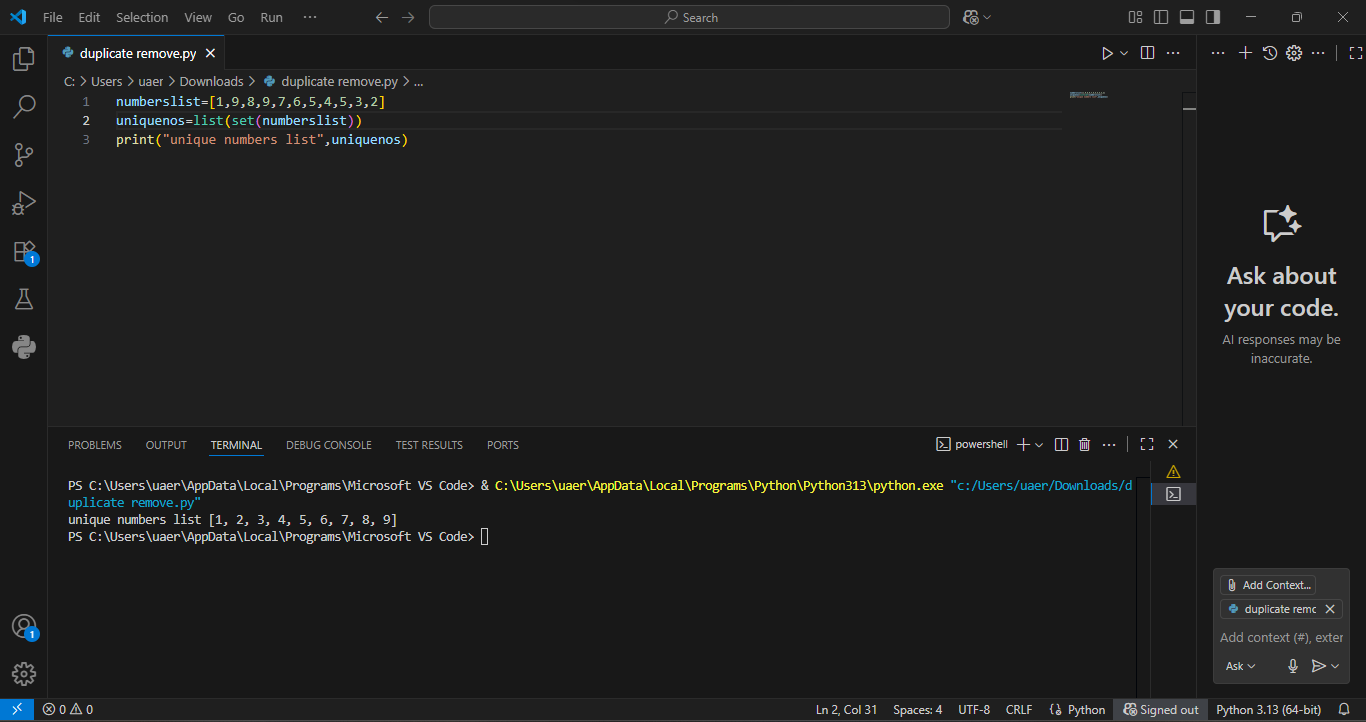 File Edit Selection View Go Run ···
Search
duplicate remove.py
C: > Users > uaer > Downloads > duplicate remove.py > ...
1 numberslist=[1,9,8,9,7,6,5,4,5,3,2]
2 uniquenos=list(set(numberslist))
3 print("unique numbers list",uniquenos)
1
1
Ask about
your code.
AI responses may be
inaccurate.
PROBLEMS OUTPUT TERMINAL DEBUG CONSOLE TEST RESULTS PORTS
powershell
PS C:\Users\uaer\AppData\Local\Programs\Microsoft VS Code> & C:\Users\uaer\AppData\Local\Programs\Python\Python313\python.exe "c:/Users/uaer/Downloads/d
uplicate remove.py"
unique numbers list [1, 2, 3, 4, 5, 6, 7, 8, 9]
PS C:\Users\uaer\AppData\Local\Programs\Microsoft VS Code>
Add Context...
duplicate remc
Add context (#), exter
Ask
0 0
Ln 2, Col 31 Spaces: 4 UTF-8 CRLF Python Signed out Python 3.13 (64-bit)